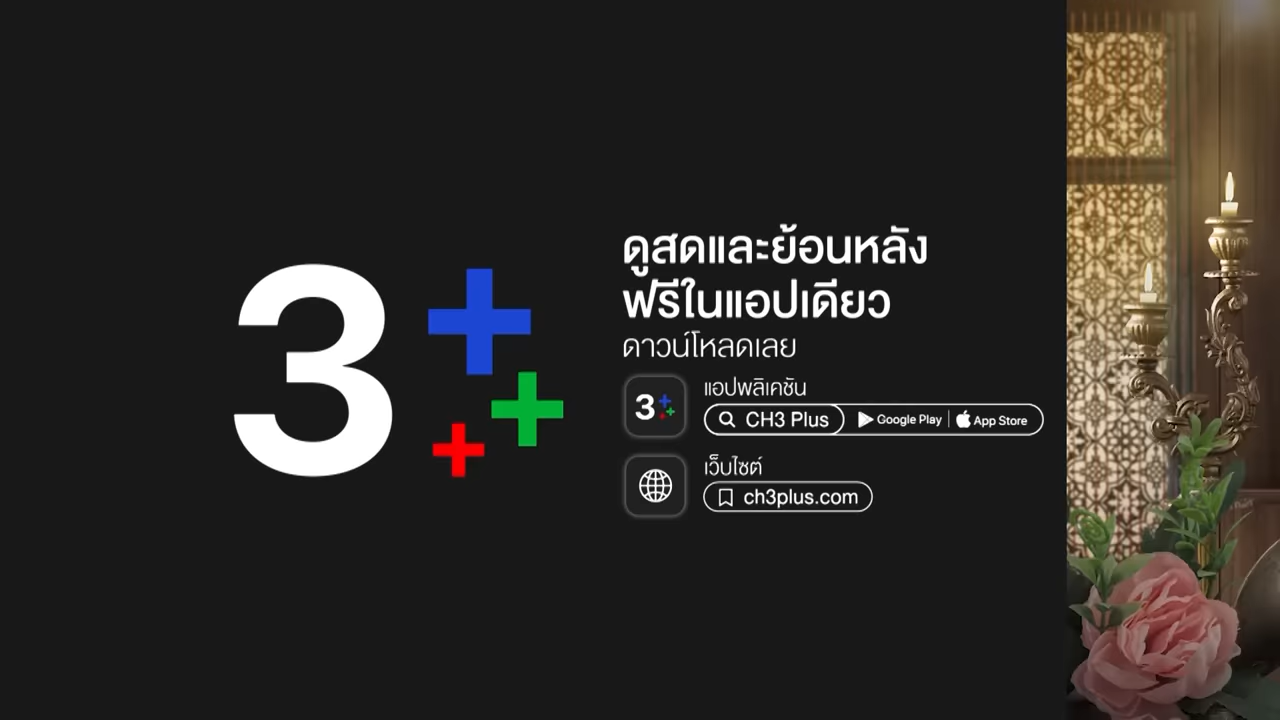 3
ดูสดและย้อนหลัง
ฟรีในแอปเดียว
ดาวน์โหลดเลย
3
แอปพลิเคชัน
CH3 Plus Google Play App Store
เว็บไซต์
ch3plus.com